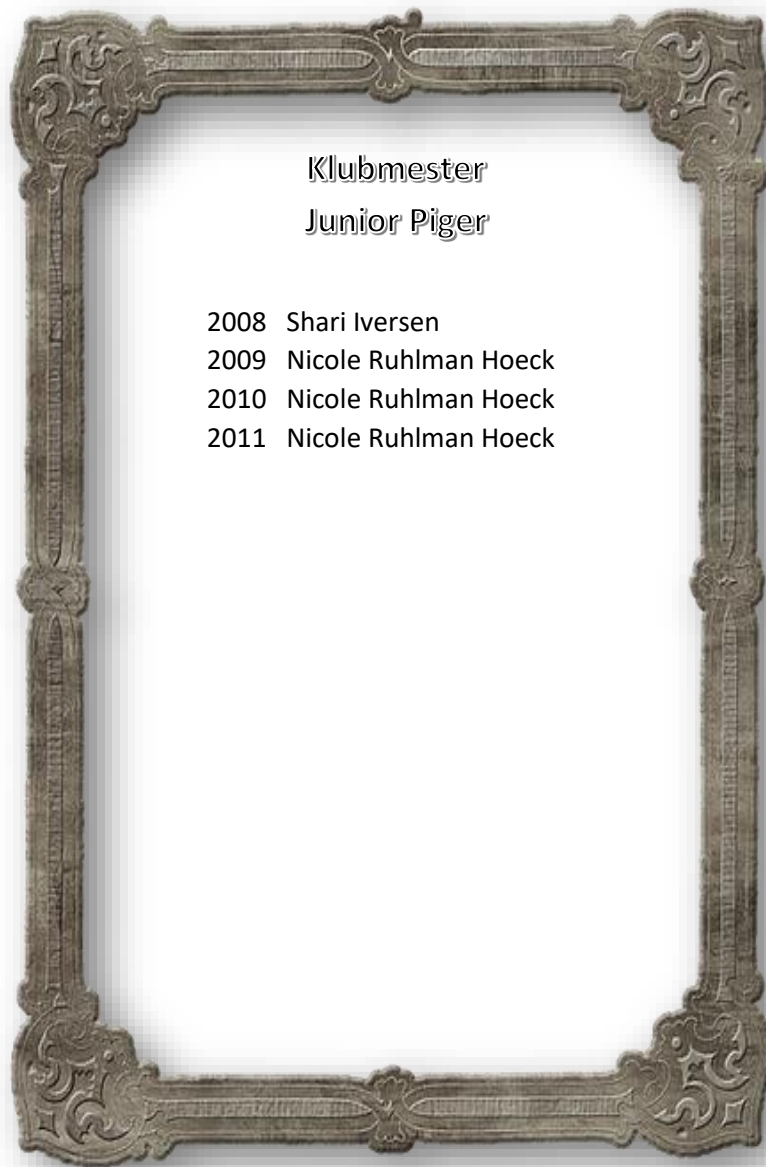 Klubmester
Junior Piger
2008 Shari Iversen
2009 Nicole Ruhlman Hoeck
2010 Nicole Ruhlman Hoeck
2011 Nicole Ruhlman Hoeck